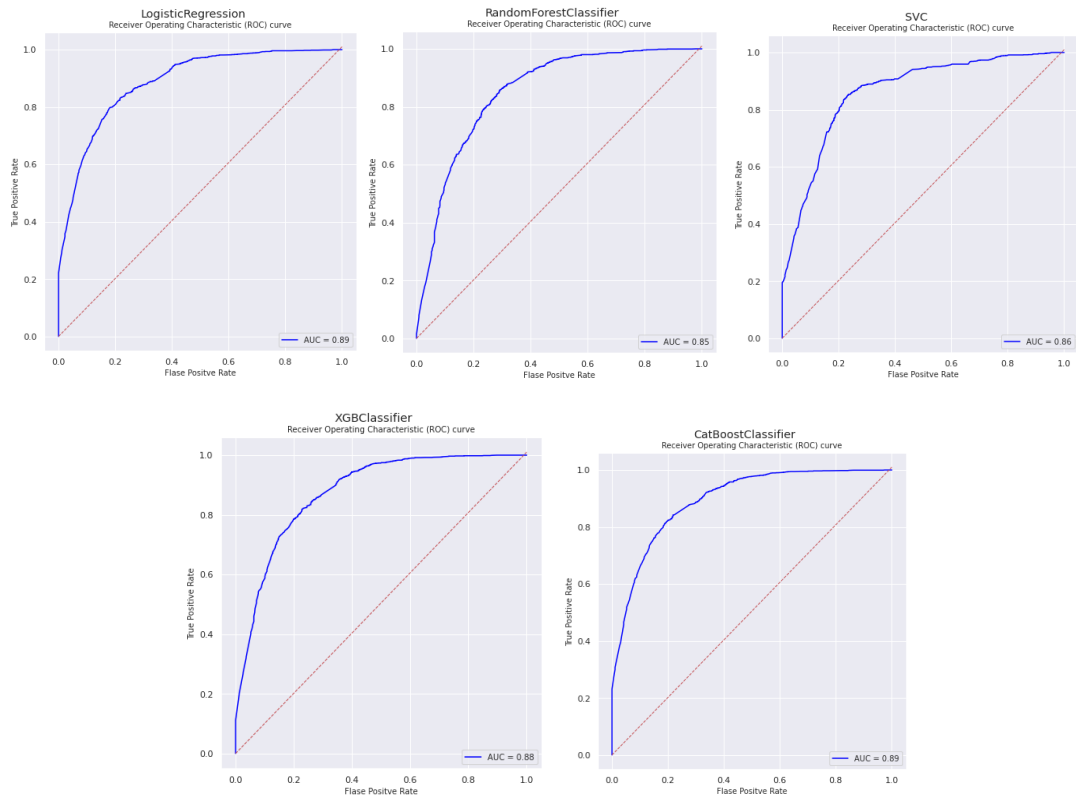 LogisticRegression
Receiver Operating Characteristic (ROC) curve
1.0
0.8
0.6
0.4
0.2
0.0
True Positive Rate
0.0 0.2 0.4 0.6 0.8 1.0
Flase Positve Rate
AUC = 0.89
RandomForestClassifier
Receiver Operating Characteristic (ROC) curve
1.0
0.8
0.6
0.4
0.2
0.0
True Positive Rate
0.0 0.2 0.4 0.6 0.8 1.0
Flase Positve Rate
AUC = 0.85
SVC
Receiver Operating Characteristic (ROC) curve
1.0
0.8
0.6
0.4
0.2
0.0
True Positive Rate
0.0 0.2 0.4 0.6 0.8 1.0
Flase Positve Rate
AUC = 0.86
XGBClassifier
Receiver Operating Characteristic (ROC) curve
1.0
0.8
0.6
0.4
0.2
0.0
True Positive Rate
0.0 0.2 0.4 0.6 0.8 1.0
Flase Positve Rate
AUC = 0.88
CatBoostClassifier
Receiver Operating Characteristic (ROC) curve
1.0
0.8
0.6
0.4
0.2
0.0
True Positive Rate
0.0 0.2 0.4 0.6 0.8 1.0
Flase Positve Rate
AUC = 0.89